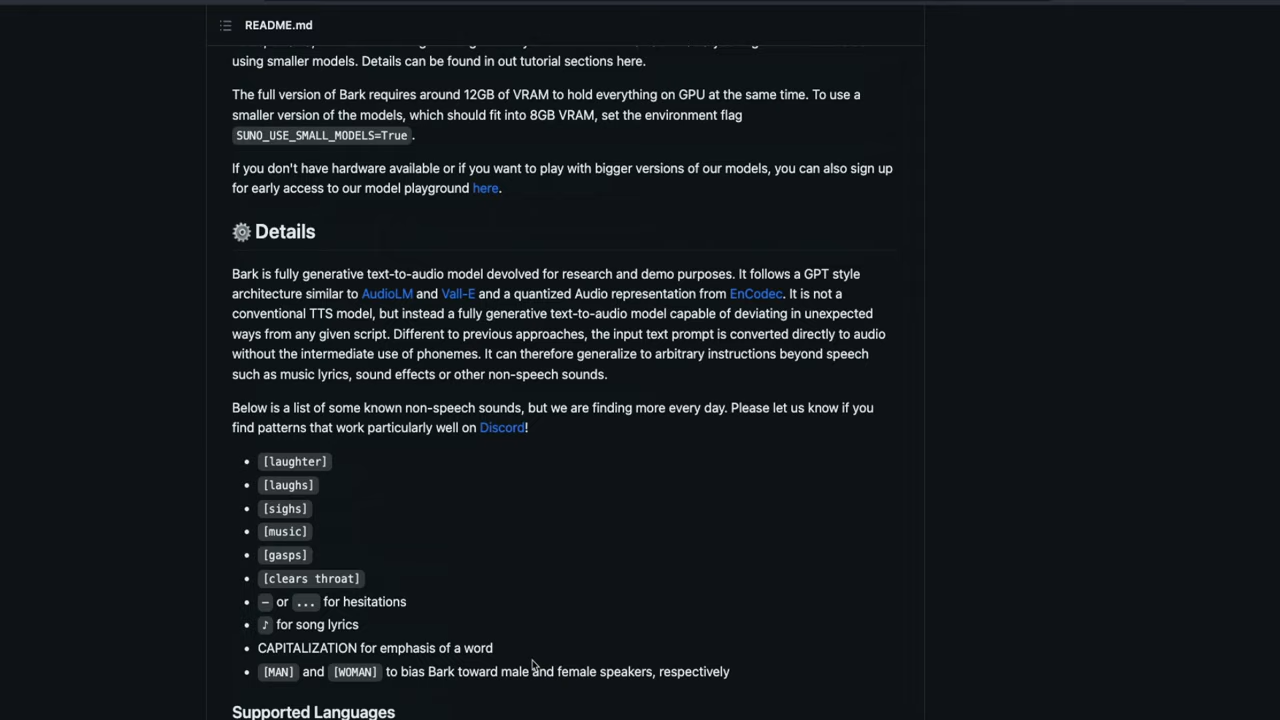 README.md
using smaller models. Details can be found in out tutorial sections here.
The full version of Bark requires around 12GB of VRAM to hold everything on GPU at the same time. To use a
smaller version of the models, which should fit into 8GB VRAM, set the environment flag
SUNO_USE_SMALL_MODELS=True .
If you don't have hardware available or if you want to play with bigger versions of our models, you can also sign up
for early access to our model playground here.
⚙️ Details
Bark is fully generative text-to-audio model devolved for research and demo purposes. It follows a GPT style
architecture similar to AudioLM and Vall-E and a quantized Audio representation from EnCodec. It is not a
conventional TTS model, but instead a fully generative text-to-audio model capable of deviating in unexpected
ways from any given script. Different to previous approaches, the input text prompt is converted directly to audio
without the intermediate use of phonemes. It can therefore generalize to arbitrary instructions beyond speech
such as music lyrics, sound effects or other non-speech sounds.
Below is a list of some known non-speech sounds, but we are finding more every day. Please let us know if you
find patterns that work particularly well on Discord!
• [laughter]
• [laughs]
• [sighs]
• [music]
• [gasps]
• [clears throat]
• — or ... for hesitations
• ♪ for song lyrics
• CAPITALIZATION for emphasis of a word
• [MAN] and [WOMAN] to bias Bark toward male and female speakers, respectively
Supported Languages